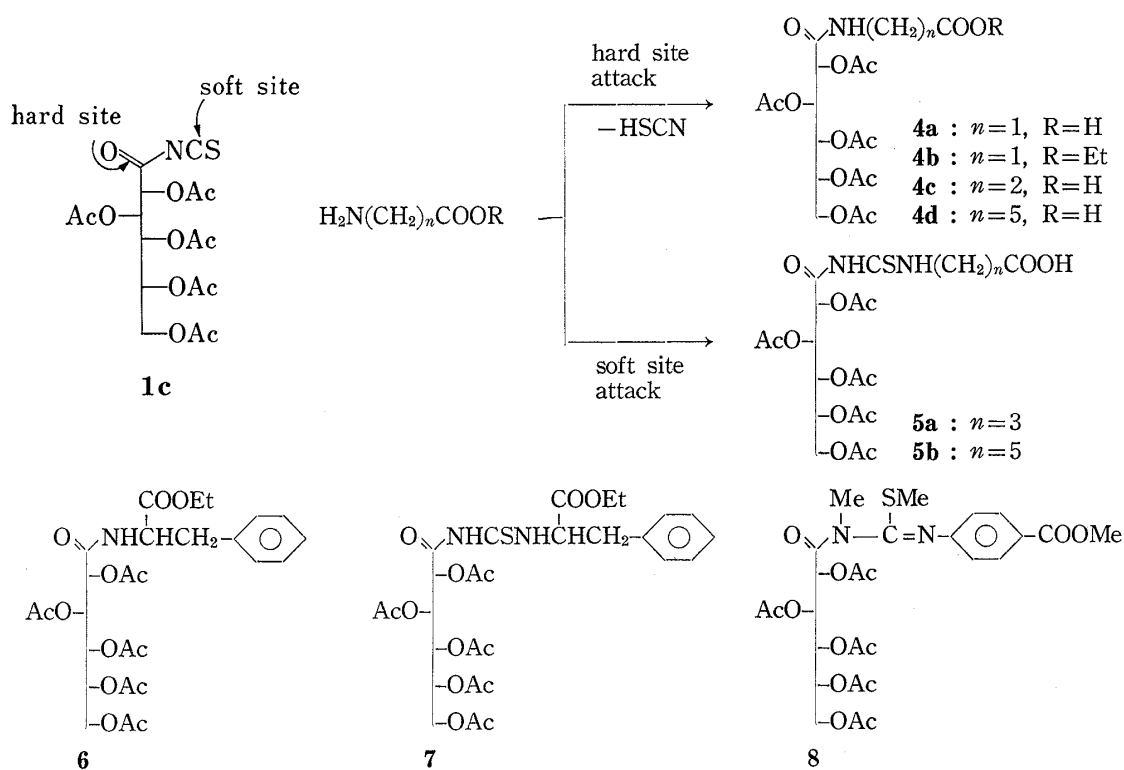 soft site
hard site
O NCS
OAc
AcO
OAc
OAc
OAc
1c
H₂N(CH₂)ₙCOOR
hard site
attack
−HSCN
soft site
attack
O NH(CH₂)ₙCOOR
OAc
AcO
OAc
OAc
OAc
4a : n=1, R=H
4b : n=1, R=Et
4c : n=2, R=H
4d : n=5, R=H
O NHCSNH(CH₂)ₙCOOH
OAc
AcO
OAc
OAc
OAc
5a : n=3
5b : n=5
COOEt
O NHCHCH₂
OAc
AcO
OAc
OAc
OAc
6
COOEt
O NHCSNHCHCH₂
OAc
AcO
OAc
OAc
OAc
7
Me SMe
O N—C=N COOMe
OAc
AcO
OAc
OAc
OAc
8